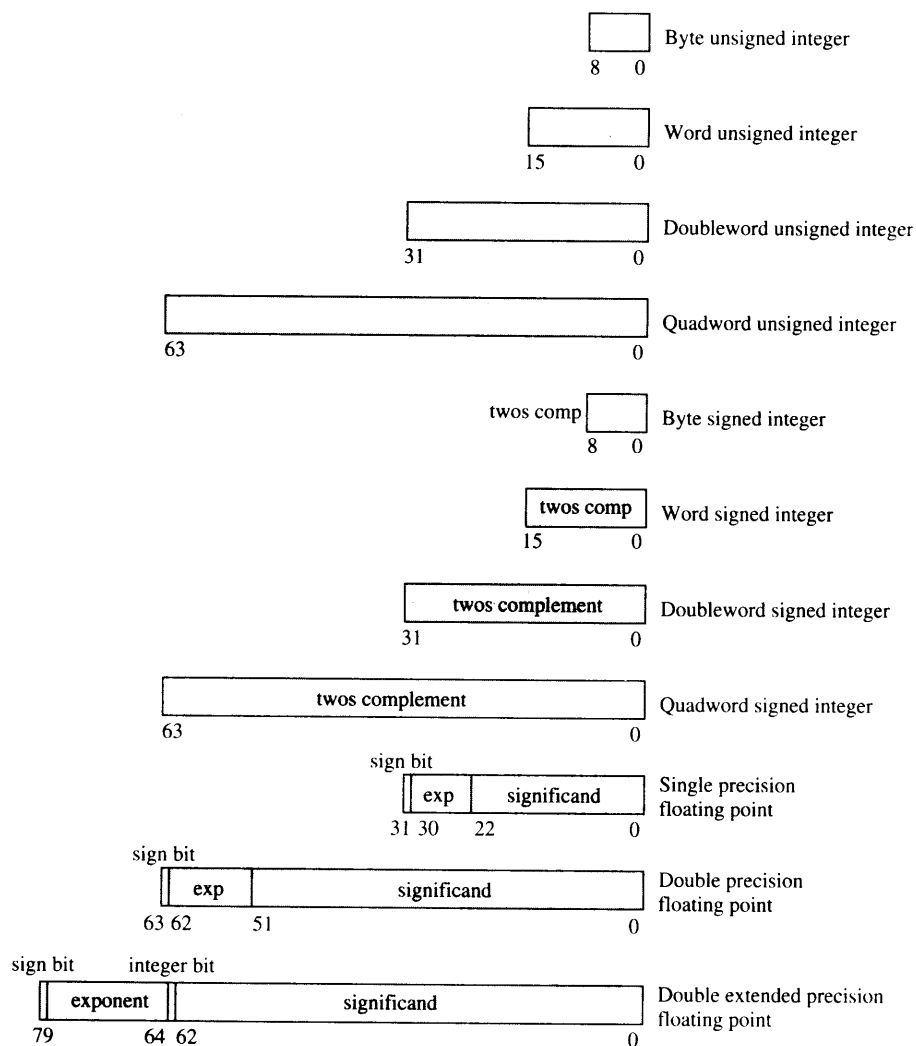 Byte unsigned integer
8 0
Word unsigned integer
15 0
Doubleword unsigned integer
31 0
Quadword unsigned integer
63 0
twos comp Byte signed integer
8 0
twos comp Word signed integer
15 0
twos complement Doubleword signed integer
31 0
twos complement Quadword signed integer
63 0
sign bit
exp significand Single precision
floating point
31 30 22 0
sign bit
exp significand Double precision
floating point
63 62 51 0
sign bit integer bit
exponent significand Double extended precision
floating point
79 64 62 0